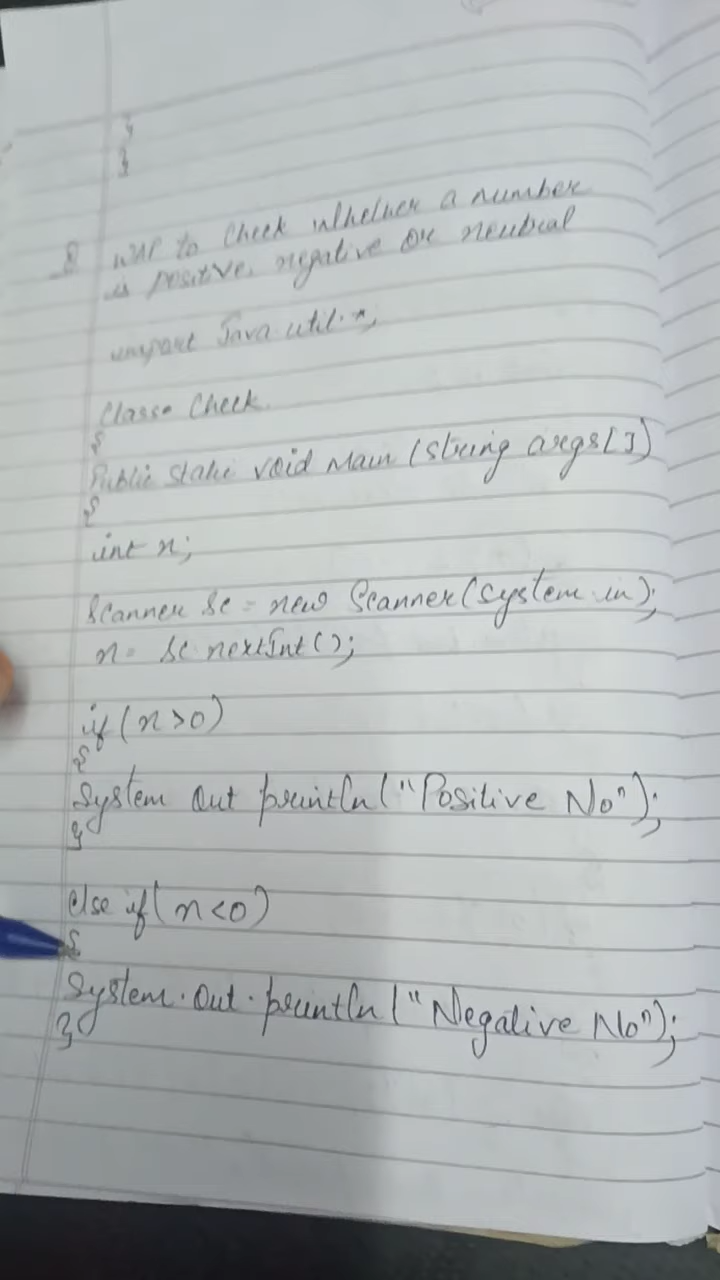 }
}
Q WAP to Check whether a number
is positive, negative or neutral
import Java.util.*;
Class Check
{
Public Static void Main (String args[])
{
int n;
Scanner Sc = new Scanner(System.in);
n = Sc.nextInt();
if (n>0)
{
System.out.println("Positive No");
}
else if (n<0)
{
System.out.println("Negative No");
}